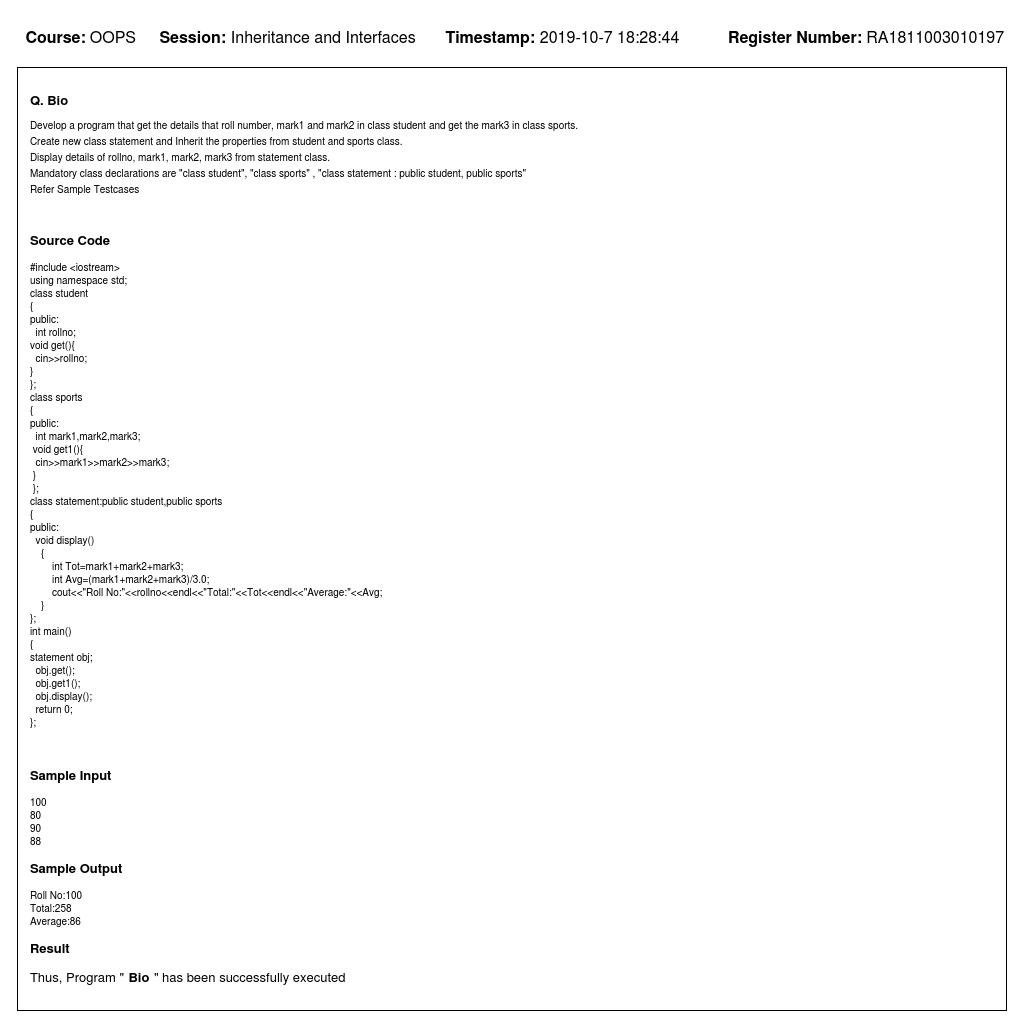 Course: OOPS Session: Inheritance and Interfaces Timestamp: 2019-10-7 18:28:44 Register Number: RA1811003010197
Q. Bio
Develop a program that get the details that roll number, mark1 and mark2 in class student and get the mark3 in class sports.
Create new class statement and Inherit the properties from student and sports class.
Display details of rollno, mark1, mark2, mark3 from statement class.
Mandatory class declarations are "class student", "class sports" , "class statement : public student, public sports"
Refer Sample Testcases
Source Code
#include <iostream>
using namespace std;
class student
{
public:
  int rollno;
void get(){
  cin>>rollno;
}
};
class sports
{
public:
  int mark1,mark2,mark3;
 void get1(){
  cin>>mark1>>mark2>>mark3;
 }
 };
class statement:public student,public sports
{
public:
  void display()
    {
        int Tot=mark1+mark2+mark3;
        int Avg=(mark1+mark2+mark3)/3.0;
        cout<<"Roll No:"<<rollno<<endl<<"Total:"<<Tot<<endl<<"Average:"<<Avg;
    }
};
int main()
{
statement obj;
  obj.get();
  obj.get1();
  obj.display();
  return 0;
};
Sample Input
100
80
90
88
Sample Output
Roll No:100
Total:258
Average:86
Result
Thus, Program " Bio " has been successfully executed